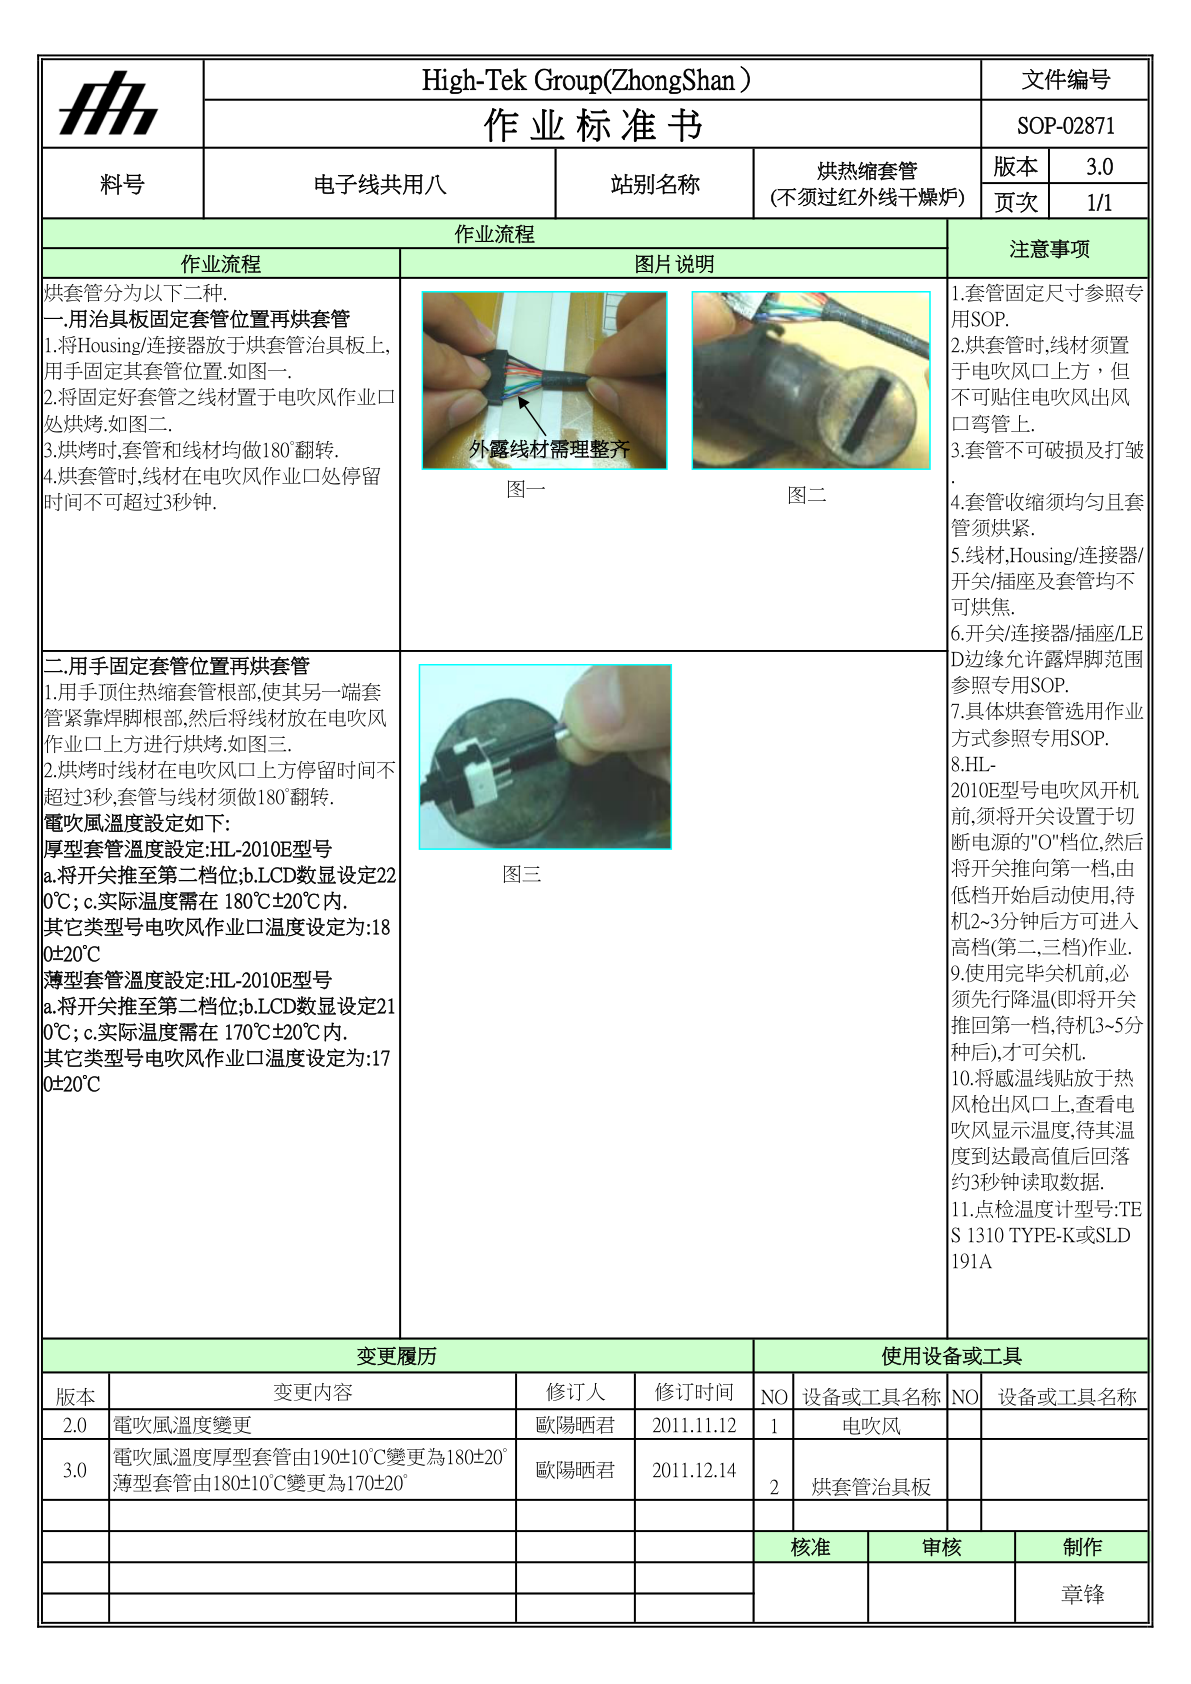 High-Tek Group(ZhongShan）
文件编号
作 业 标 准 书
SOP-02871
料号
电子线共用八
站别名称
烘热缩套管
(不须过红外线干燥炉)
版本
3.0
页次
1/1
作业流程
注意事项
作业流程
图片说明
烘套管分为以下二种.
一.用治具板固定套管位置再烘套管
1.将Housing/连接器放于烘套管治具板上,
用手固定其套管位置.如图一.
2.将固定好套管之线材置于电吹风作业口
处烘烤.如图二.
3.烘烤时,套管和线材均做180°翻转.
4.烘套管时,线材在电吹风作业口处停留
时间不可超过3秒钟.
外露线材需理整齐
图一
图二
二.用手固定套管位置再烘套管
1.用手顶住热缩套管根部,使其另一端套
管紧靠焊脚根部,然后将线材放在电吹风
作业口上方进行烘烤.如图三.
2.烘烤时线材在电吹风口上方停留时间不
超过3秒,套管与线材须做180°翻转.
電吹風溫度設定如下:
厚型套管溫度設定:HL-2010E型号
a.将开关推至第二档位;b.LCD数显设定22
0℃; c.实际温度需在 180℃±20℃内.
其它类型号电吹风作业口温度设定为:18
0±20℃
薄型套管溫度設定:HL-2010E型号
a.将开关推至第二档位;b.LCD数显设定21
0℃; c.实际温度需在 170℃±20℃内.
其它类型号电吹风作业口温度设定为:17
0±20℃
图三
1.套管固定尺寸参照专
用SOP.
2.烘套管时,线材须置
于电吹风口上方，但
不可贴住电吹风出风
口弯管上.
3.套管不可破损及打皱
.
4.套管收缩须均匀且套
管须烘紧.
5.线材,Housing/连接器/
开关/插座及套管均不
可烘焦.
6.开关/连接器/插座/LE
D边缘允许露焊脚范围
参照专用SOP.
7.具体烘套管选用作业
方式参照专用SOP.
8.HL-
2010E型号电吹风开机
前,须将开关设置于切
断电源的"O"档位,然后
将开关推向第一档,由
低档开始启动使用,待
机2~3分钟后方可进入
高档(第二,三档)作业.
9.使用完毕关机前,必
须先行降温(即将开关
推回第一档,待机3~5分
种后),才可关机.
10.将感温线贴放于热
风枪出风口上,查看电
吹风显示温度,待其温
度到达最高值后回落
约3秒钟读取数据.
11.点检温度计型号:TE
S 1310 TYPE-K或SLD
191A
变更履历
使用设备或工具
版本
变更内容
修订人
修订时间
NO
设备或工具名称
NO
设备或工具名称
2.0
電吹風溫度變更
歐陽晒君
2011.11.12
1
电吹风
3.0
電吹風溫度厚型套管由190±10℃變更為180±20°
薄型套管由180±10℃變更為170±20°
歐陽晒君
2011.12.14
2
烘套管治具板
核准
审核
制作
章锋